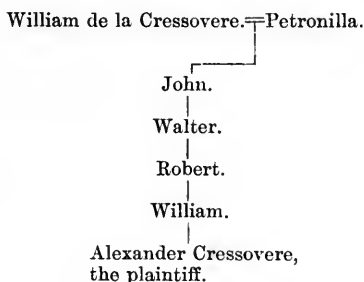 William de la Cressovere.=Petronilla.
John.
Walter.
Robert.
William.
Alexander Cressovere,
the plaintiff.